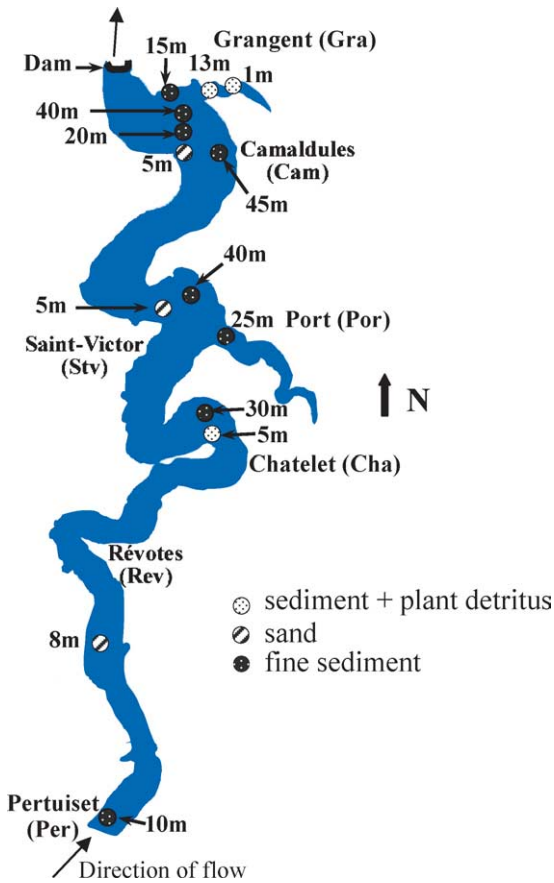 Grangent (Gra)
15m
13m
1m
Dam
40m
20m
5m
Camaldules
(Cam)
45m
40m
5m
25m
Port (Por)
Saint-Victor
(Stv)
N
30m
5m
Chatelet (Cha)
Révotes
(Rev)
sediment + plant detritus
sand
fine sediment
8m
Pertuiset
(Per)
10m
Direction of flow